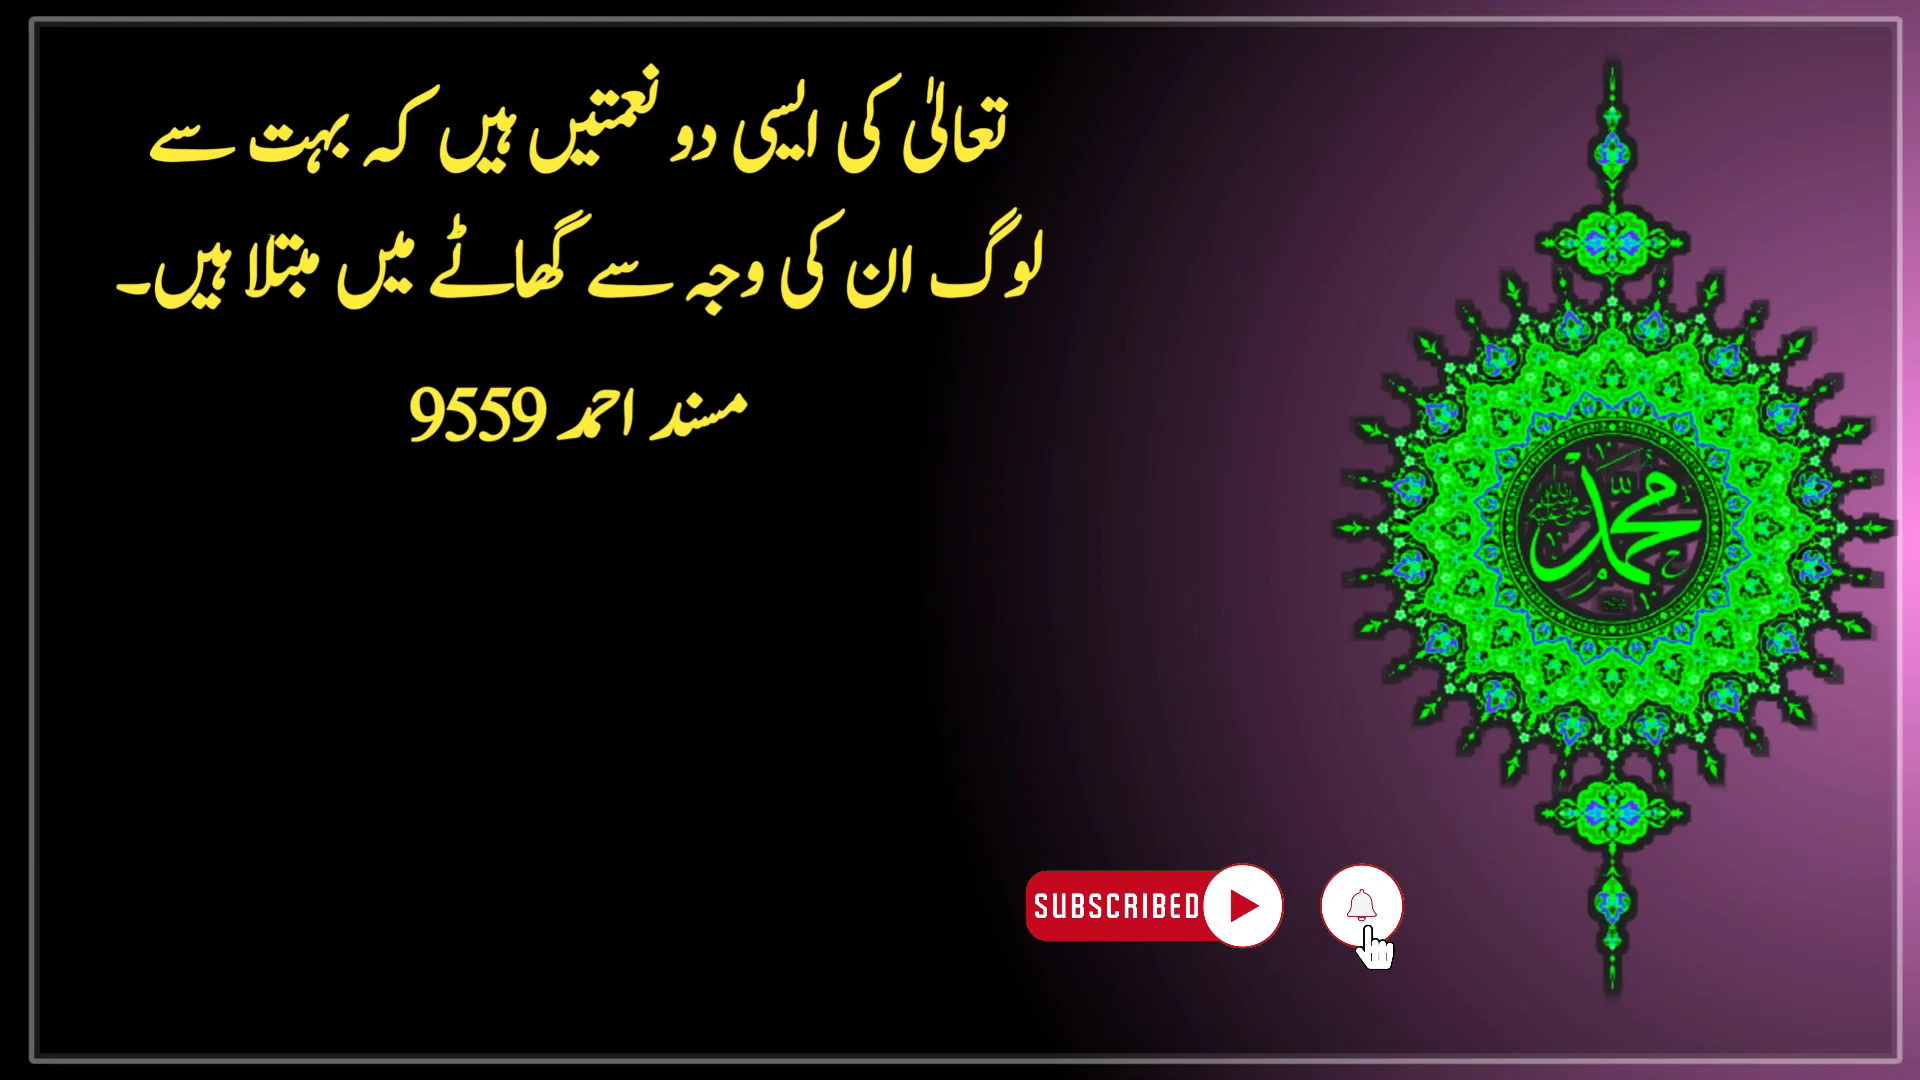 تعالیٰ کی ایسی دو نعمتیں ہیں کہ بہت سے
لوگ ان کی وجہ سے گھاٹے میں مبتلا ہیں۔
مسند احمد 9559
محمد
SUBSCRIBED